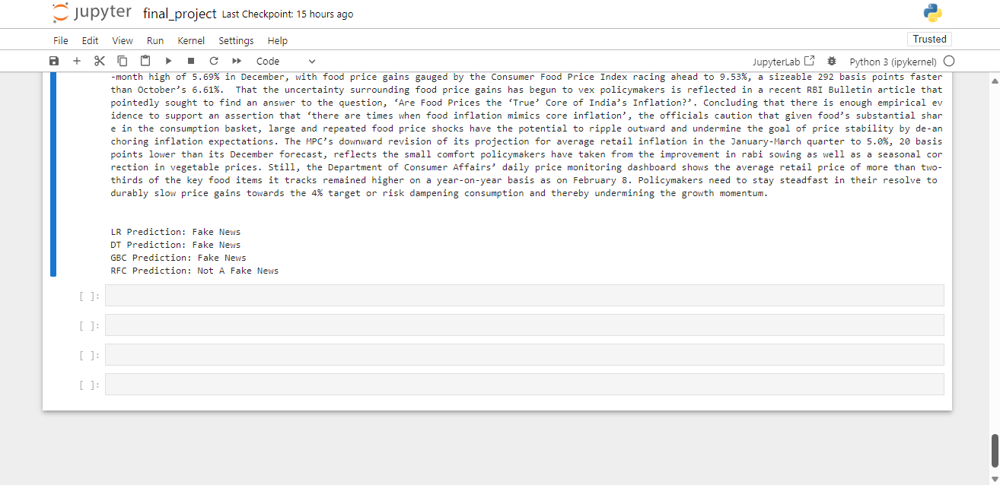 jupyter final_project Last Checkpoint: 15 hours ago
File Edit View Run Kernel Settings Help Trusted
Code JupyterLab Python 3 (ipykernel)
-month high of 5.69% in December, with food price gains gauged by the Consumer Food Price Index racing ahead to 9.53%, a sizeable 292 basis points faster
than October’s 6.61%.  That the uncertainty surrounding food price gains has begun to vex policymakers is reflected in a recent RBI Bulletin article that
pointedly sought to find an answer to the question, ‘Are Food Prices the ‘True’ Core of India’s Inflation?’. Concluding that there is enough empirical ev
idence to support an assertion that ‘there are times when food inflation mimics core inflation’, the officials caution that given food’s substantial shar
e in the consumption basket, large and repeated food price shocks have the potential to ripple outward and undermine the goal of price stability by de-an
choring inflation expectations. The MPC’s downward revision of its projection for average retail inflation in the January-March quarter to 5.0%, 20 basis
points lower than its December forecast, reflects the small comfort policymakers have taken from the improvement in rabi sowing as well as a seasonal cor
rection in vegetable prices. Still, the Department of Consumer Affairs’ daily price monitoring dashboard shows the average retail price of more than two-
thirds of the key food items it tracks remained higher on a year-on-year basis as on February 8. Policymakers need to stay steadfast in their resolve to
durably slow price gains towards the 4% target or risk dampening consumption and thereby undermining the growth momentum.
LR Prediction: Fake News
DT Prediction: Fake News
GBC Prediction: Fake News
RFC Prediction: Not A Fake News
[ ]:
[ ]:
[ ]:
[ ]: